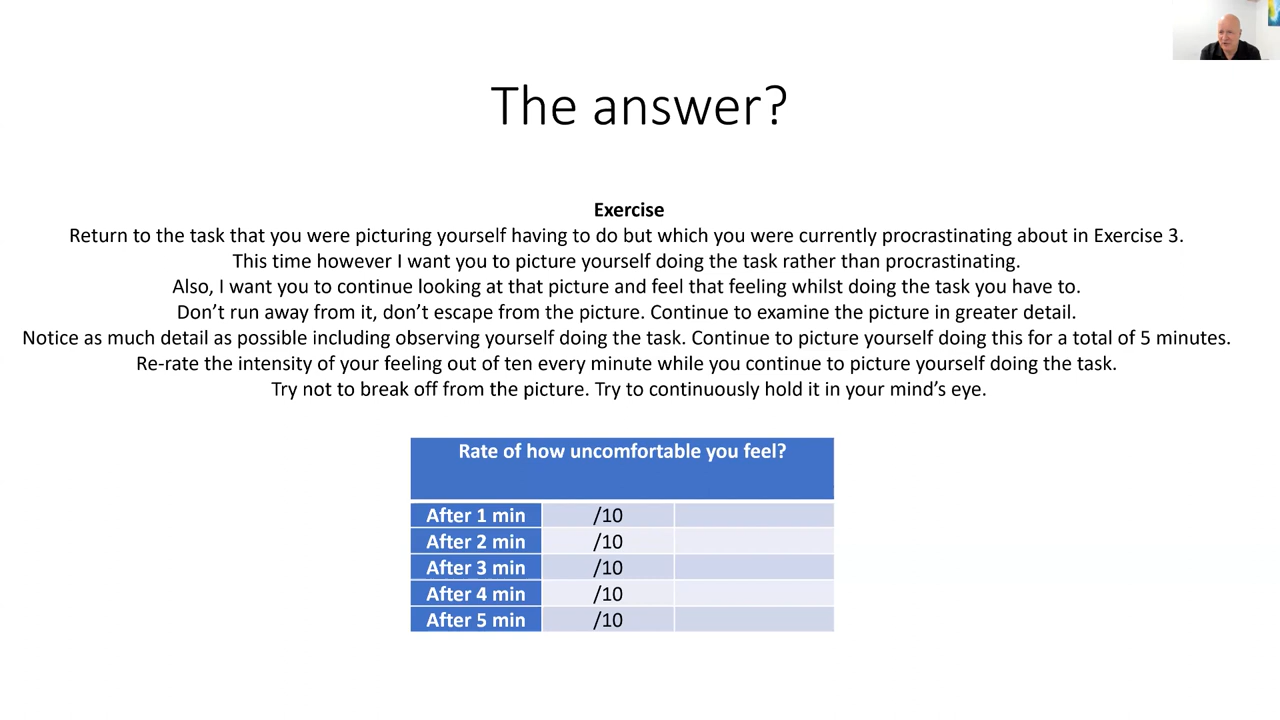 The answer?
Exercise
Return to the task that you were picturing yourself having to do but which you were currently procrastinating about in Exercise 3.
This time however I want you to picture yourself doing the task rather than procrastinating.
Also, I want you to continue looking at that picture and feel that feeling whilst doing the task you have to.
Don’t run away from it, don’t escape from the picture. Continue to examine the picture in greater detail.
Notice as much detail as possible including observing yourself doing the task. Continue to picture yourself doing this for a total of 5 minutes.
Re-rate the intensity of your feeling out of ten every minute while you continue to picture yourself doing the task.
Try not to break off from the picture. Try to continuously hold it in your mind’s eye.
Rate of how uncomfortable you feel?
After 1 min /10
After 2 min /10
After 3 min /10
After 4 min /10
After 5 min /10